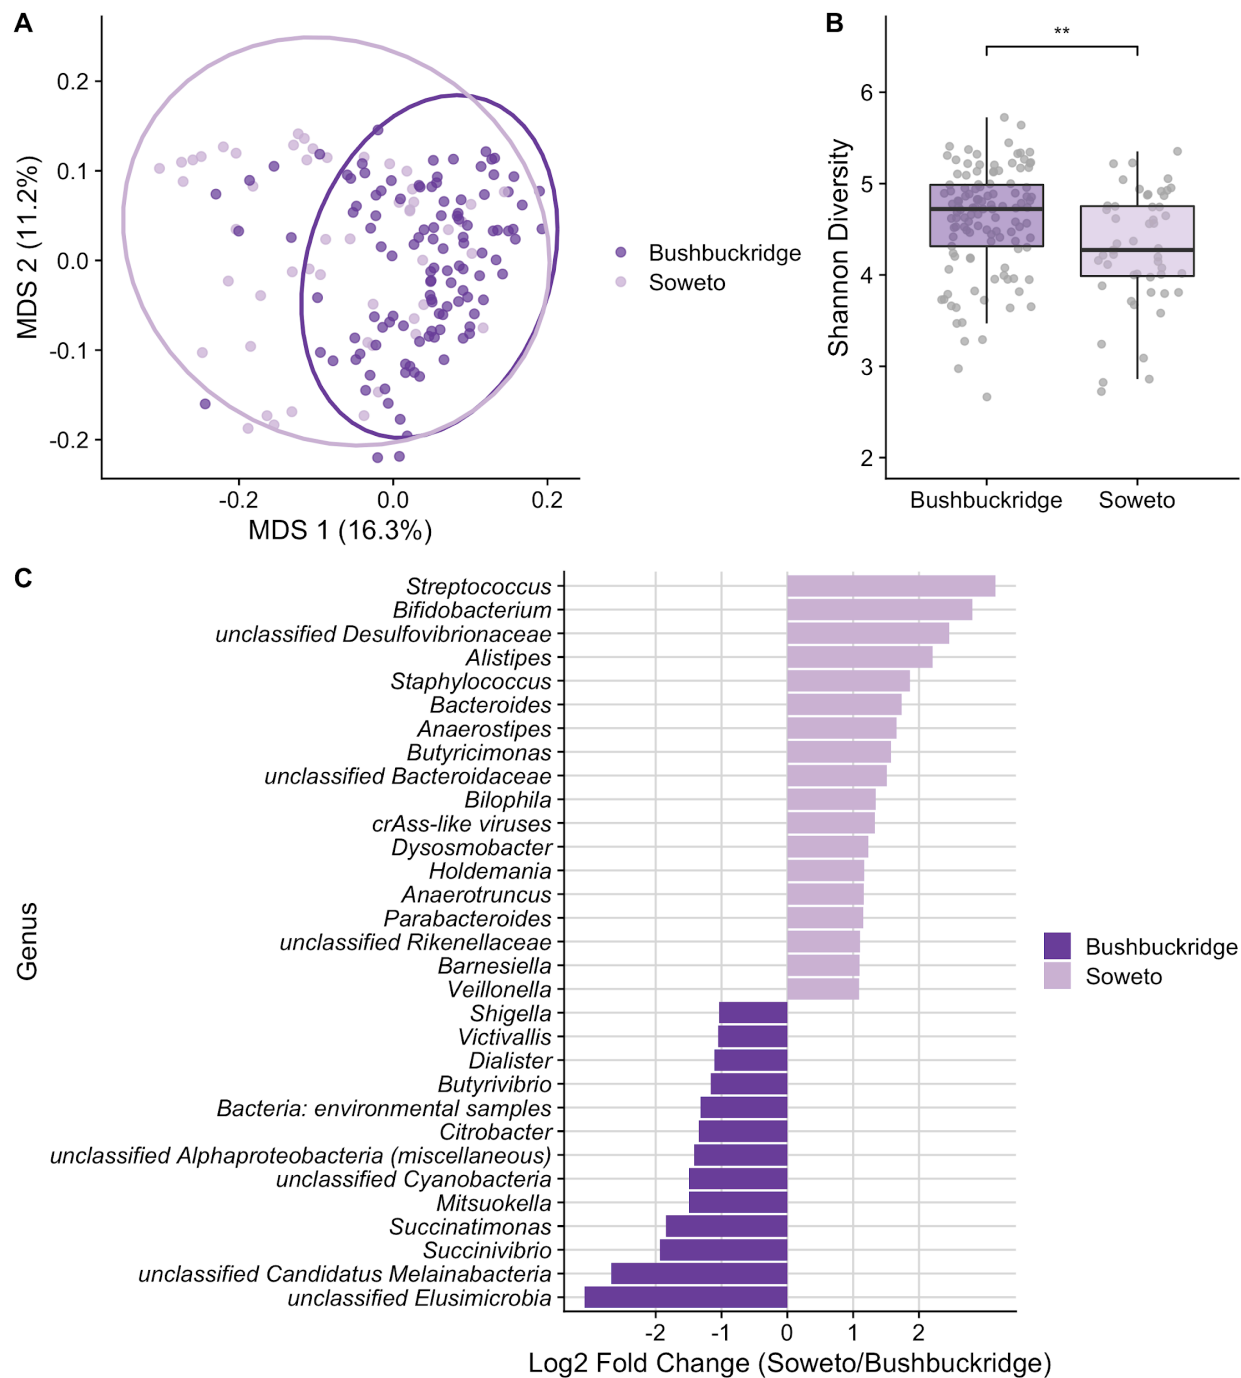 A
MDS 2 (11.2%)
0.2
0.1
0.0
-0.1
-0.2
-0.2
0.0
0.2
MDS 1 (16.3%)
Bushbuckridge
Soweto
B
**
Shannon Diversity
6
5
4
3
2
Bushbuckridge
Soweto
C
Genus
Streptococcus
Bifidobacterium
unclassified Desulfovibrionaceae
Alistipes
Staphylococcus
Bacteroides
Anaerostipes
Butyricimonas
unclassified Bacteroidaceae
Bilophila
crAss-like viruses
Dysosmobacter
Holdemania
Anaerotruncus
Parabacteroides
unclassified Rikenellaceae
Barnesiella
Veillonella
Shigella
Victivallis
Dialister
Butyrivibrio
Bacteria: environmental samples
Citrobacter
unclassified Alphaproteobacteria (miscellaneous)
unclassified Cyanobacteria
Mitsuokella
Succinatimonas
Succinivibrio
unclassified Candidatus Melainabacteria
unclassified Elusimicrobia
-2
-1
0
1
2
Log2 Fold Change (Soweto/Bushbuckridge)
Bushbuckridge
Soweto